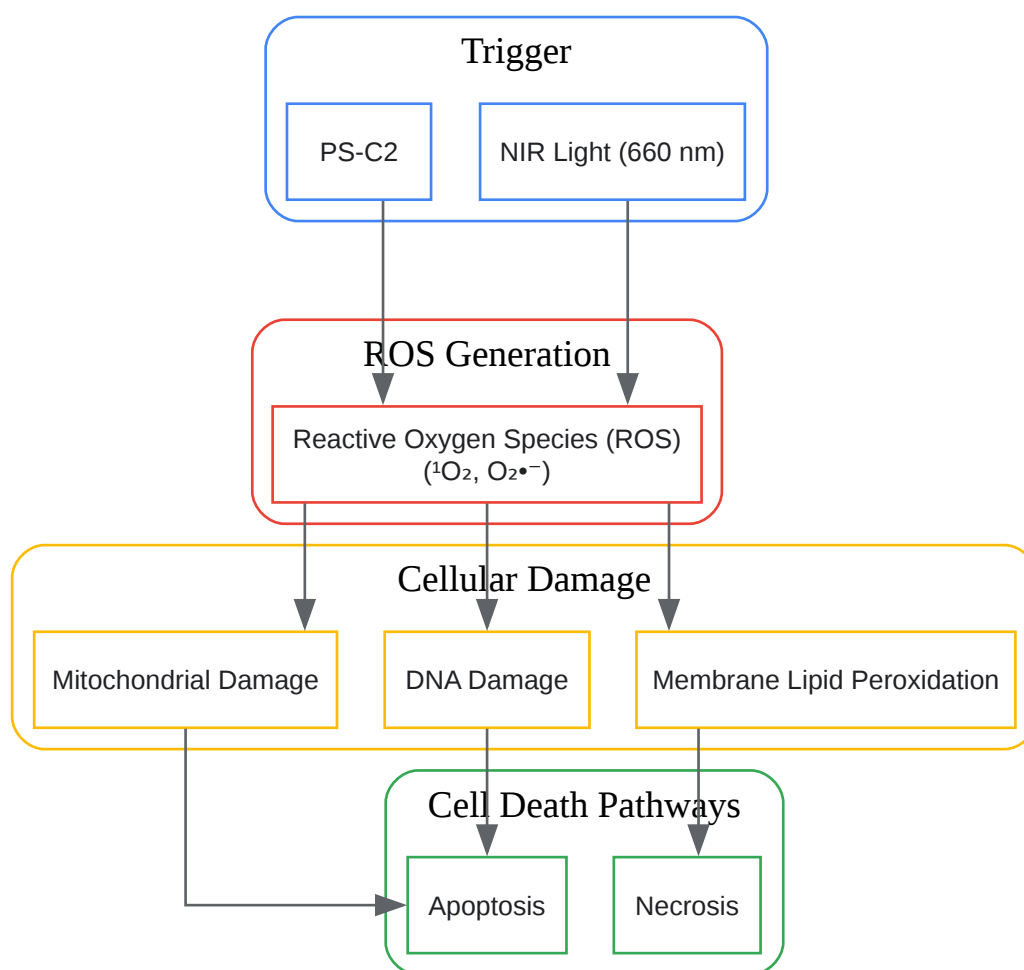 Trigger
PS-C2
NIR Light (660 nm)
ROS Generation
Reactive Oxygen Species (ROS)
(¹O₂, O₂•⁻)
Cellular Damage
Mitochondrial Damage
DNA Damage
Membrane Lipid Peroxidation
Cell Death Pathways
Apoptosis
Necrosis